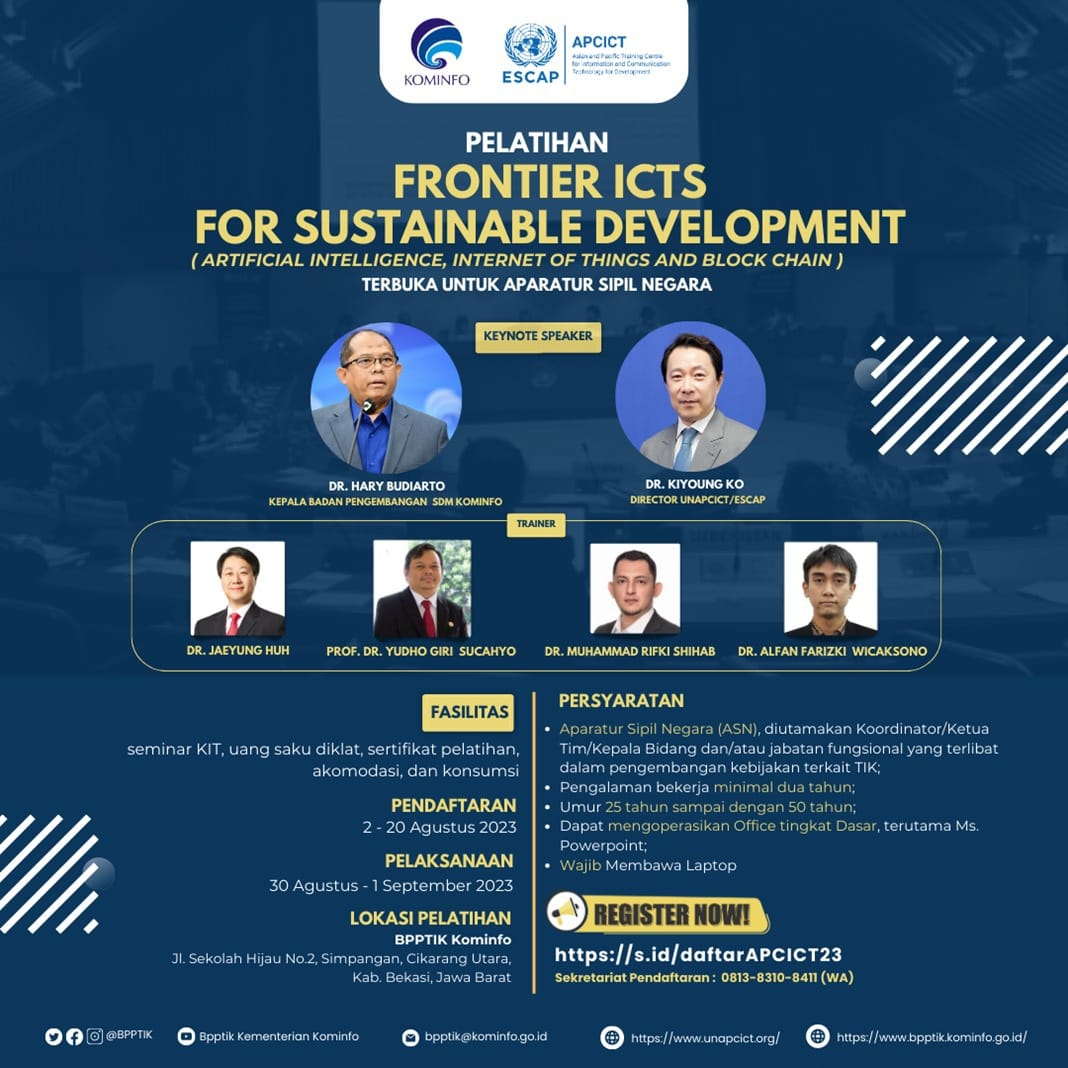 KOMINFO
ESCAP
APCICT
Asian and Pacific Training Centre
for Information and Communication
Technology for Development
PELATIHAN
FRONTIER ICTS
FOR SUSTAINABLE DEVELOPMENT
( ARTIFICIAL INTELLIGENCE, INTERNET OF THINGS AND BLOCK CHAIN )
TERBUKA UNTUK APARATUR SIPIL NEGARA
KEYNOTE SPEAKER
DR. HARY BUDIARTO
KEPALA BADAN PENGEMBANGAN SDM KOMINFO
DR. KIYOUNG KO
DIRECTOR UNAPCICT/ESCAP
TRAINER
DR. JAEYUNG HUH
PROF. DR. YUDHO GIRI SUCAHYO
DR. MUHAMMAD RIFKI SHIHAB
DR. ALFAN FARIZKI WICAKSONO
FASILITAS
seminar KIT, uang saku diklat, sertifikat pelatihan,
akomodasi, dan konsumsi
PENDAFTARAN
2 - 20 Agustus 2023
PELAKSANAAN
30 Agustus - 1 September 2023
LOKASI PELATIHAN
BPPTIK Kominfo
Jl. Sekolah Hijau No.2, Simpangan, Cikarang Utara,
Kab. Bekasi, Jawa Barat
PERSYARATAN
• Aparatur Sipil Negara (ASN), diutamakan Koordinator/Ketua
Tim/Kepala Bidang dan/atau jabatan fungsional yang terlibat
dalam pengembangan kebijakan terkait TIK;
• Pengalaman bekerja minimal dua tahun;
• Umur 25 tahun sampai dengan 50 tahun;
• Dapat mengoperasikan Office tingkat Dasar, terutama Ms.
Powerpoint;
• Wajib Membawa Laptop
REGISTER NOW!
https://s.id/daftarAPCICT23
Sekretariat Pendaftaran : 0813-8310-8411 (WA)
@BPPTIK
Bpptik Kementerian Kominfo
bpptik@kominfo.go.id
https://www.unapcict.org/
https://www.bpptik.kominfo.go.id/